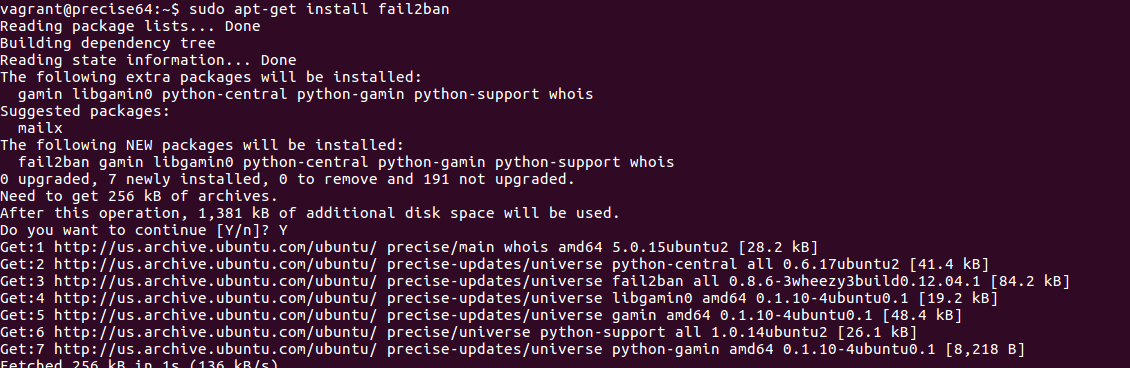 vagrant@precise64:~$ sudo apt-get install fail2ban
Reading package lists... Done
Building dependency tree
Reading state information... Done
The following extra packages will be installed:
  gamin libgamin0 python-central python-gamin python-support whois
Suggested packages:
  mailx
The following NEW packages will be installed:
  fail2ban gamin libgamin0 python-central python-gamin python-support whois
0 upgraded, 7 newly installed, 0 to remove and 191 not upgraded.
Need to get 256 kB of archives.
After this operation, 1,381 kB of additional disk space will be used.
Do you want to continue [Y/n]? Y
Get:1 http://us.archive.ubuntu.com/ubuntu/ precise/main whois amd64 5.0.15ubuntu2 [28.2 kB]
Get:2 http://us.archive.ubuntu.com/ubuntu/ precise-updates/universe python-central all 0.6.17ubuntu2 [41.4 kB]
Get:3 http://us.archive.ubuntu.com/ubuntu/ precise-updates/universe fail2ban all 0.8.6-3wheezy3build0.12.04.1 [84.2 kB]
Get:4 http://us.archive.ubuntu.com/ubuntu/ precise-updates/universe libgamin0 amd64 0.1.10-4ubuntu0.1 [19.2 kB]
Get:5 http://us.archive.ubuntu.com/ubuntu/ precise-updates/universe gamin amd64 0.1.10-4ubuntu0.1 [48.4 kB]
Get:6 http://us.archive.ubuntu.com/ubuntu/ precise/universe python-support all 1.0.14ubuntu2 [26.1 kB]
Get:7 http://us.archive.ubuntu.com/ubuntu/ precise-updates/universe python-gamin amd64 0.1.10-4ubuntu0.1 [8,218 B]
Fetched 256 kB in 1s (136 kB/s)